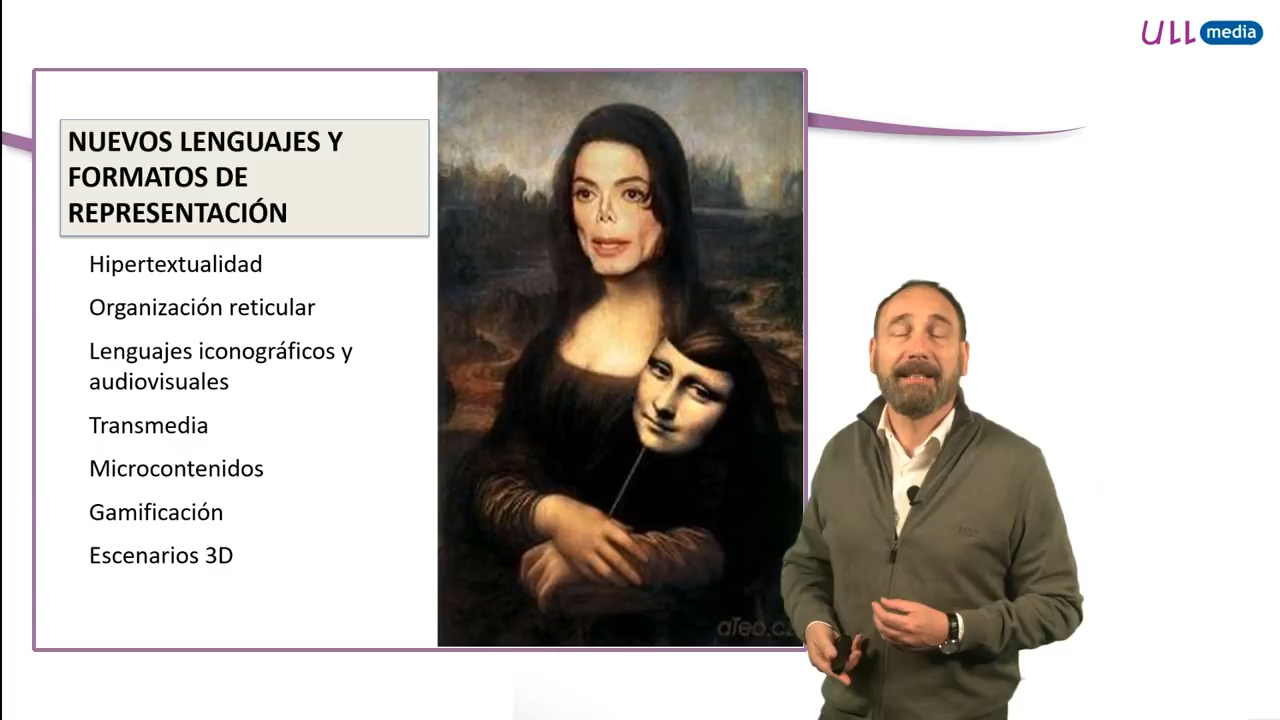 ULL media
NUEVOS LENGUAJES Y
FORMATOS DE
REPRESENTACIÓN
Hipertextualidad
Organización reticular
Lenguajes iconográficos y
audiovisuales
Transmedia
Microcontenidos
Gamificación
Escenarios 3D